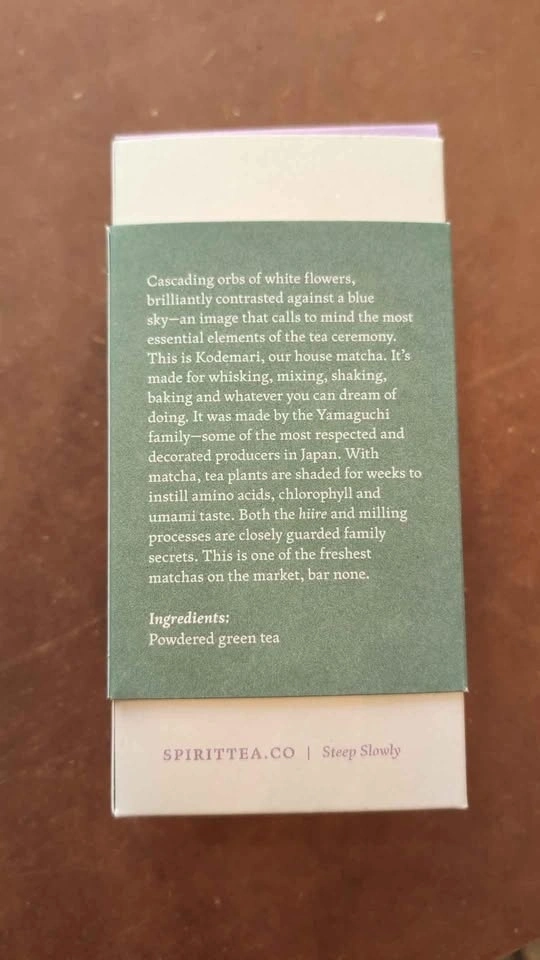 Cascading orbs of white flowers,
brilliantly contrasted against a blue
sky—an image that calls to mind the most
essential elements of the tea ceremony.
This is Kodemari, our house matcha. It's
made for whisking, mixing, shaking,
baking and whatever you can dream of
doing. It was made by the Yamaguchi
family—some of the most respected and
decorated producers in Japan. With
matcha, tea plants are shaded for weeks to
instill amino acids, chlorophyll and
umami taste. Both the hiire and milling
processes are closely guarded family
secrets. This is one of the freshest
matchas on the market, bar none.
Ingredients:
Powdered green tea
SPIRITTEA.CO | Steep Slowly